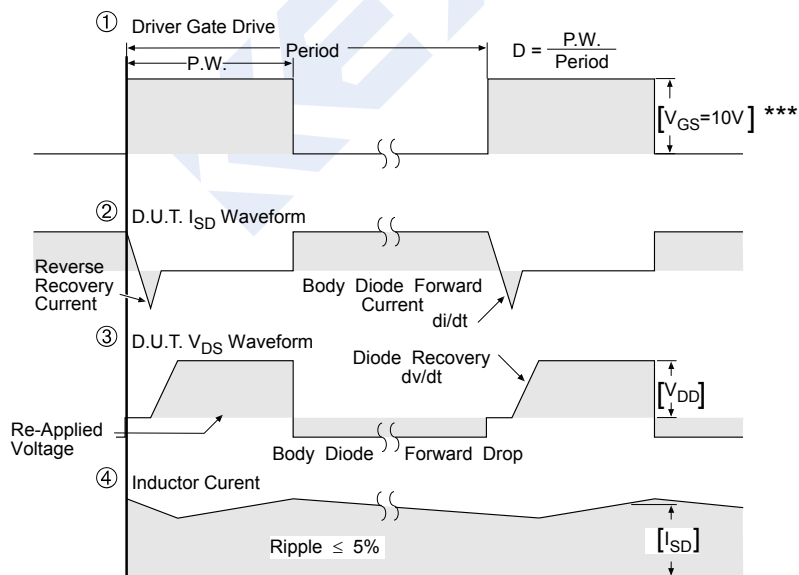 ① Driver Gate Drive
P.W.
Period
D = P.W.
Period
[VGS=10V] ***
② D.U.T. ISD Waveform
Reverse
Recovery
Current
Body Diode Forward
Current
di/dt
③ D.U.T. VDS Waveform
Diode Recovery
dv/dt
[VDD]
Re-Applied
Voltage
Body Diode
Forward Drop
④ Inductor Curent
Ripple ≤ 5%
[ISD]